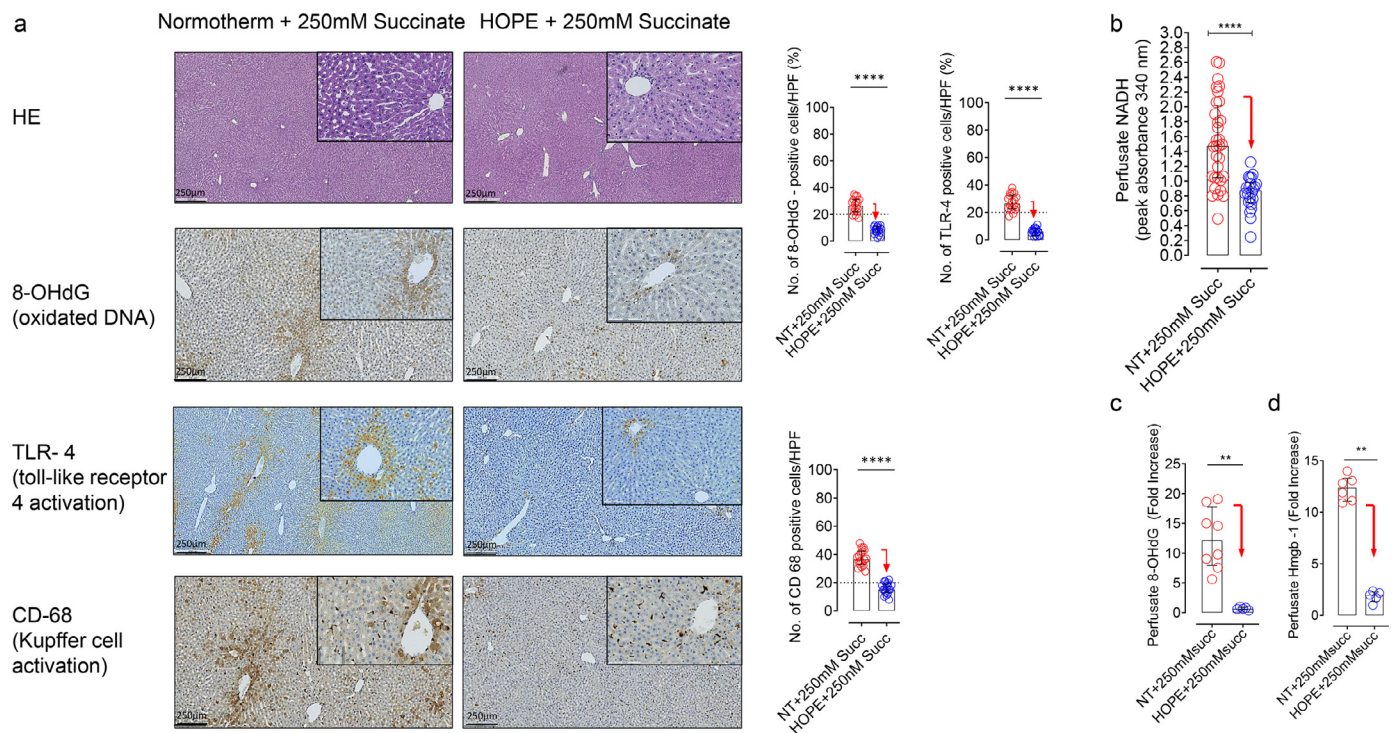 a
Normotherm + 250mM Succinate
HOPE + 250mM Succinate
HE
250µm
250µm
8-OHdG
(oxidated DNA)
250µm
250µm
TLR- 4
(toll-like receptor
4 activation)
250µm
250µm
CD-68
(Kupffer cell
activation)
250µm
250µm
No. of 8-OHdG - positive cells/HPF (%)
100
80
60
40
20
0
****
NT+250mM Succ
HOPE+250nM Succ
No. of TLR-4 positive cells/HPF (%)
100
80
60
40
20
0
****
NT+250mM Succ
HOPE+250nM Succ
No. of CD 68 positive cells/HPF
100
80
60
40
20
0
****
NT+250mM Succ
HOPE+250nM Succ
b
Perfusate NADH
(peak absorbance 340 nm)
3.0
2.8
2.6
2.4
2.2
2.0
1.8
1.6
1.4
1.2
1.0
0.8
0.6
0.4
0.2
0.0
****
NT+250mM Succ
HOPE+250mM Succ
c
Perfusate 8-OHdG (Fold Increase)
25
20
15
10
5
0
**
NT+250mMsucc
HOPE+250mMsucc
d
Perfusate Hmgb -1 (Fold Increase)
15
10
5
0
**
NT+250mMsucc
HOPE+250mMsucc